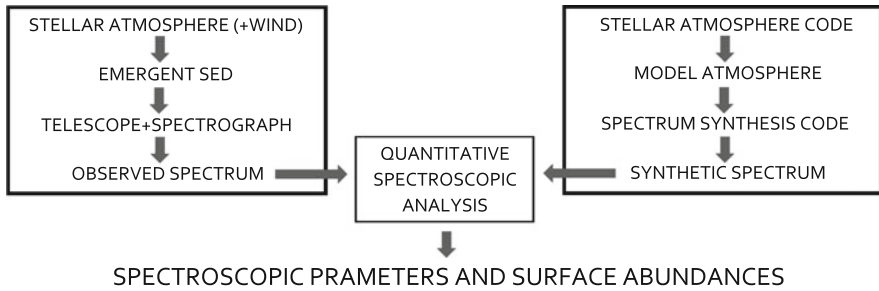 STELLAR ATMOSPHERE (+WIND)
EMERGENT SED
TELESCOPE+SPECTROGRAPH
OBSERVED SPECTRUM
QUANTITATIVE
SPECTROSCOPIC
ANALYSIS
STELLAR ATMOSPHERE CODE
MODEL ATMOSPHERE
SPECTRUM SYNTHESIS CODE
SYNTHETIC SPECTRUM
SPECTROSCOPIC PRAMETERS AND SURFACE ABUNDANCES